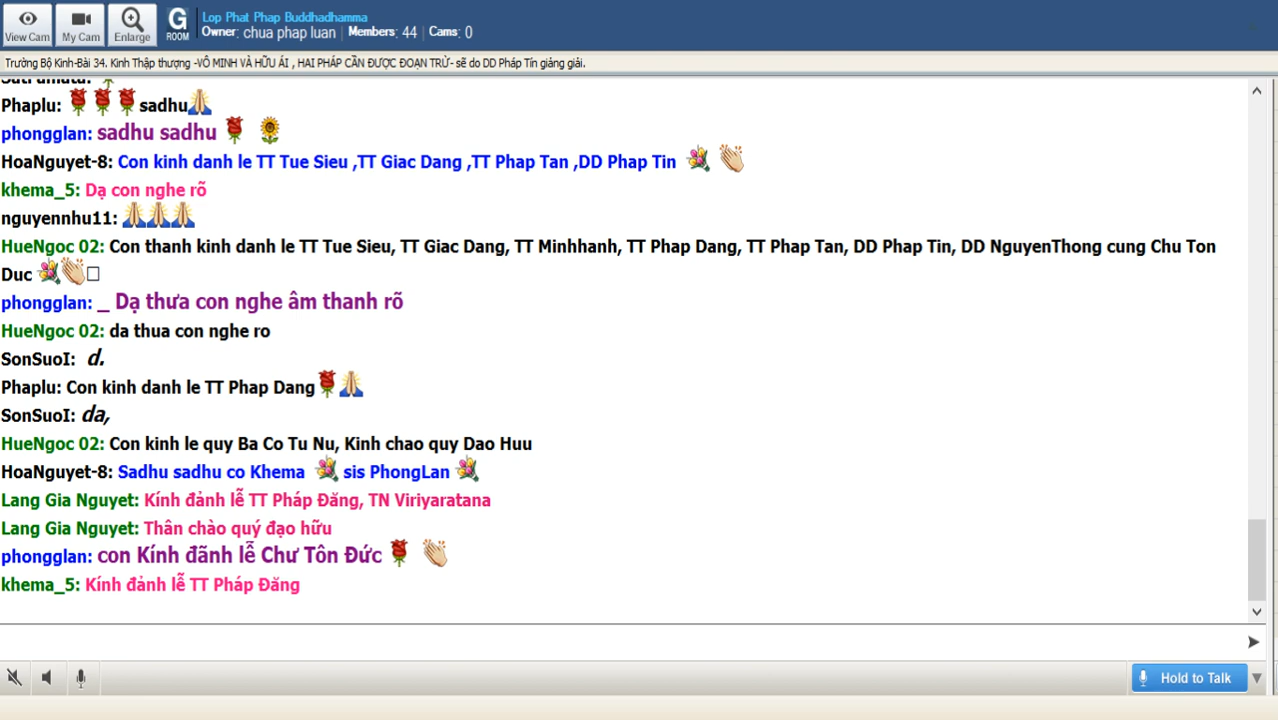 View Cam
My Cam
Enlarge
G
ROOM
Lop Phat Phap Buddhadhamma
Owner: chua phap luan | Members: 44 | Cams: 0
Trường Bộ Kinh-Bài 34. Kinh Thập thượng -VÔ MINH VÀ HỮU ÁI , HAI PHÁP CẦN ĐƯỢC ĐOẠN TRỪ- sẽ do DD Pháp Tín giảng giải.
Phaplu: sadhu
phongglan: sadhu sadhu
HoaNguyet-8: Con kinh danh le TT Tue Sieu ,TT Giac Dang ,TT Phap Tan ,DD Phap Tin
khema_5: Dạ con nghe rõ
nguyennhu11:
HueNgoc 02: Con thanh kinh danh le TT Tue Sieu, TT Giac Dang, TT Minhhanh, TT Phap Dang, TT Phap Tan, DD Phap Tin, DD NguyenThong cung Chu Ton
Duc
phongglan: _ Dạ thưa con nghe âm thanh rõ
HueNgoc 02: da thua con nghe ro
SonSuoI: d.
Phaplu: Con kinh danh le TT Phap Dang
SonSuoI: da,
HueNgoc 02: Con kinh le quy Ba Co Tu Nu, Kinh chao quy Dao Huu
HoaNguyet-8: Sadhu sadhu co Khema sis PhongLan
Lang Gia Nguyet: Kính đảnh lễ TT Pháp Đăng, TN Viriyaratana
Lang Gia Nguyet: Thân chào quý đạo hữu
phongglan: con Kính đãnh lễ Chư Tôn Đức
khema_5: Kính đảnh lễ TT Pháp Đăng
Hold to Talk